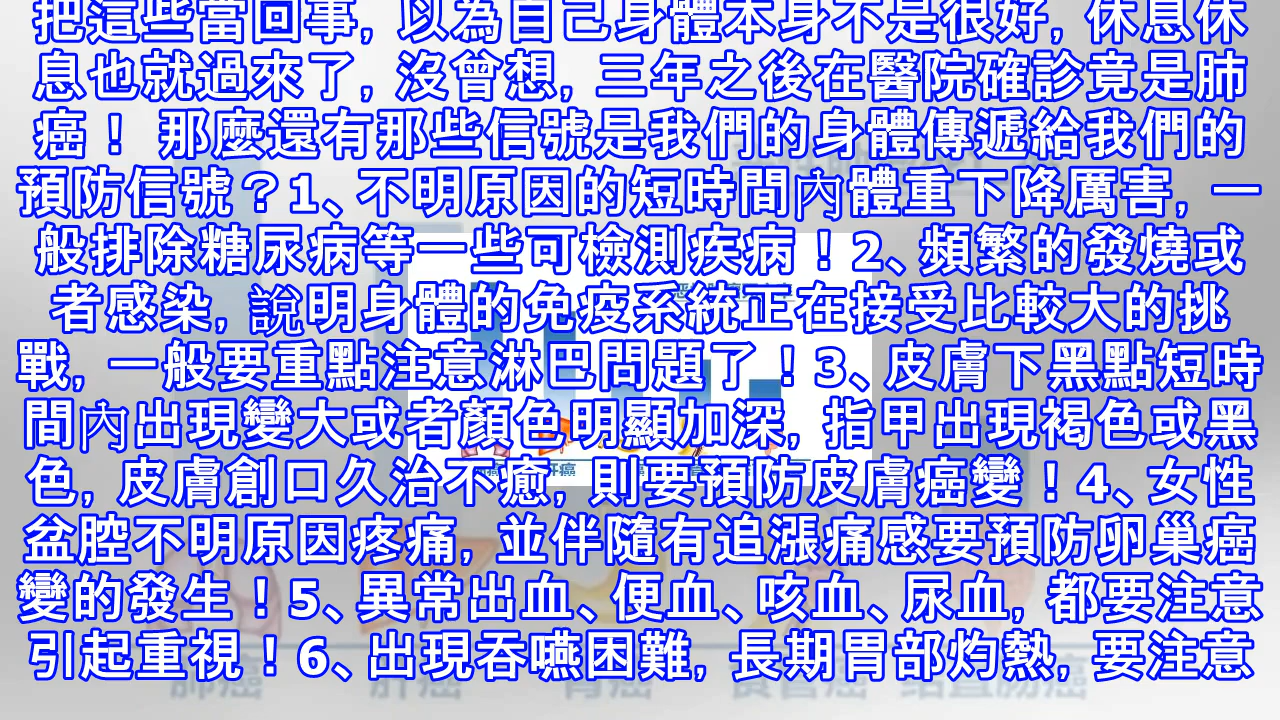 把這些當回事, 以為自己身體本身不是很好, 休息休
息也就過來了, 沒曾想, 三年之後在醫院確診竟是肺
癌！ 那麼還有那些信號是我們的身體傳遞給我們的
預防信號？1、不明原因的短時間內體重下降厲害, 一
般排除糖尿病等一些可檢測疾病！2、頻繁的發燒或
者感染, 說明身體的免疫系統正在接受比較大的挑
戰, 一般要重點注意淋巴問題了！3、皮膚下黑點短時
間內出現變大或者顏色明顯加深, 指甲出現褐色或黑
色, 皮膚創口久治不癒, 則要預防皮膚癌變！4、女性
盆腔不明原因疼痛, 並伴隨有追漲痛感要預防卵巢癌
變的發生！5、異常出血、便血、咳血、尿血, 都要注意
引起重視！6、出現吞嚥困難, 長期胃部灼熱, 要注意
肺癌 肝癌 胃癌 食管癌 结直肠癌